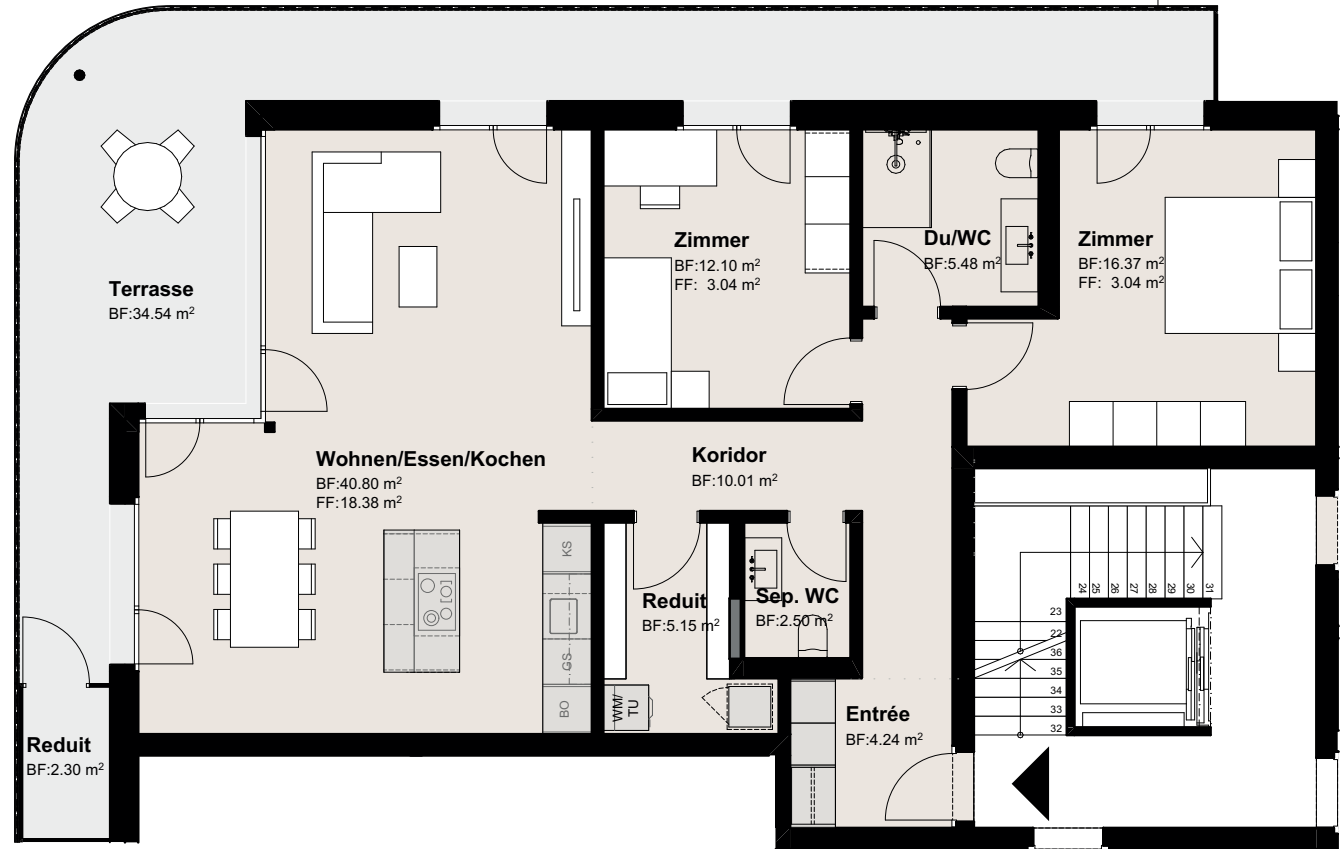 Zimmer
BF:12.10 m²
FF: 3.04 m²
Du/WC
BF:5.48 m²
Zimmer
BF:16.37 m²
FF: 3.04 m²
Terrasse
BF:34.54 m²
Wohnen/Essen/Kochen
BF:40.80 m²
FF:18.38 m²
Koridor
BF:10.01 m²
KS
GS
BO
Reduit
BF:5.15 m²
WM/
TU
Sep. WC
BF:2.50 m²
Entrée
BF:4.24 m²
Reduit
BF:2.30 m²
24
25
26
27
28
29
30
31
23
22
36
35
34
33
32